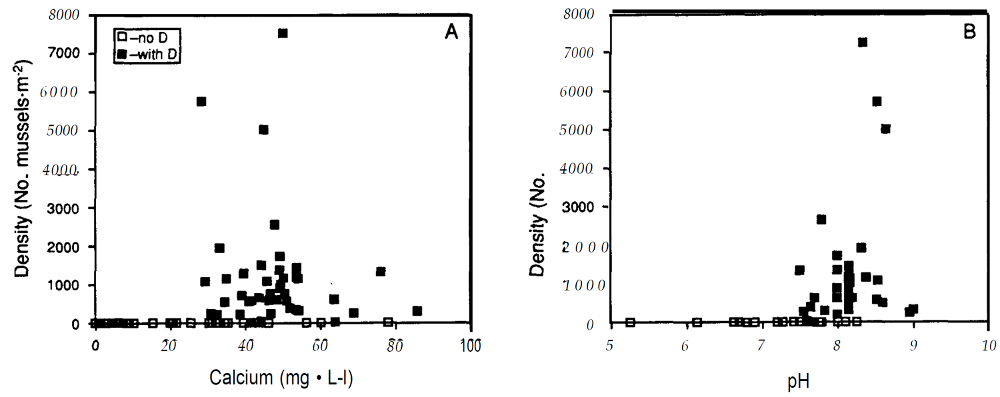 8000
A
–no D
–with D
7000
6000
5000
4000
3000
2000
1000
0
Density (No. mussels·m-2)
0 20 40 60 80 100
Calcium (mg • L-l)
8000
B
7000
6000
5000
4000
3000
2000
1000
0
Density (No.
5 6 7 8 9 10
pH